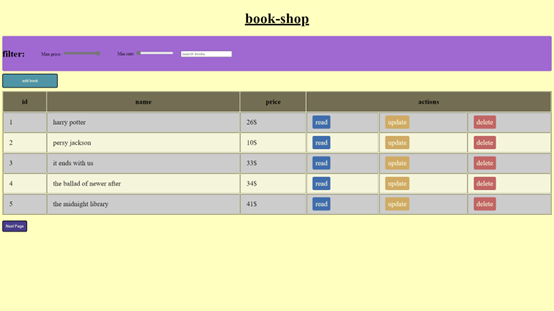 book-shop
filter: Max price: Min rate: Search books
add book
id name price actions
1 harry potter 26$ read update delete
2 persy jackson 10$ read update delete
3 it ends with us 33$ read update delete
4 the ballad of newer after 34$ read update delete
5 the midnight library 41$ read update delete
Next Page